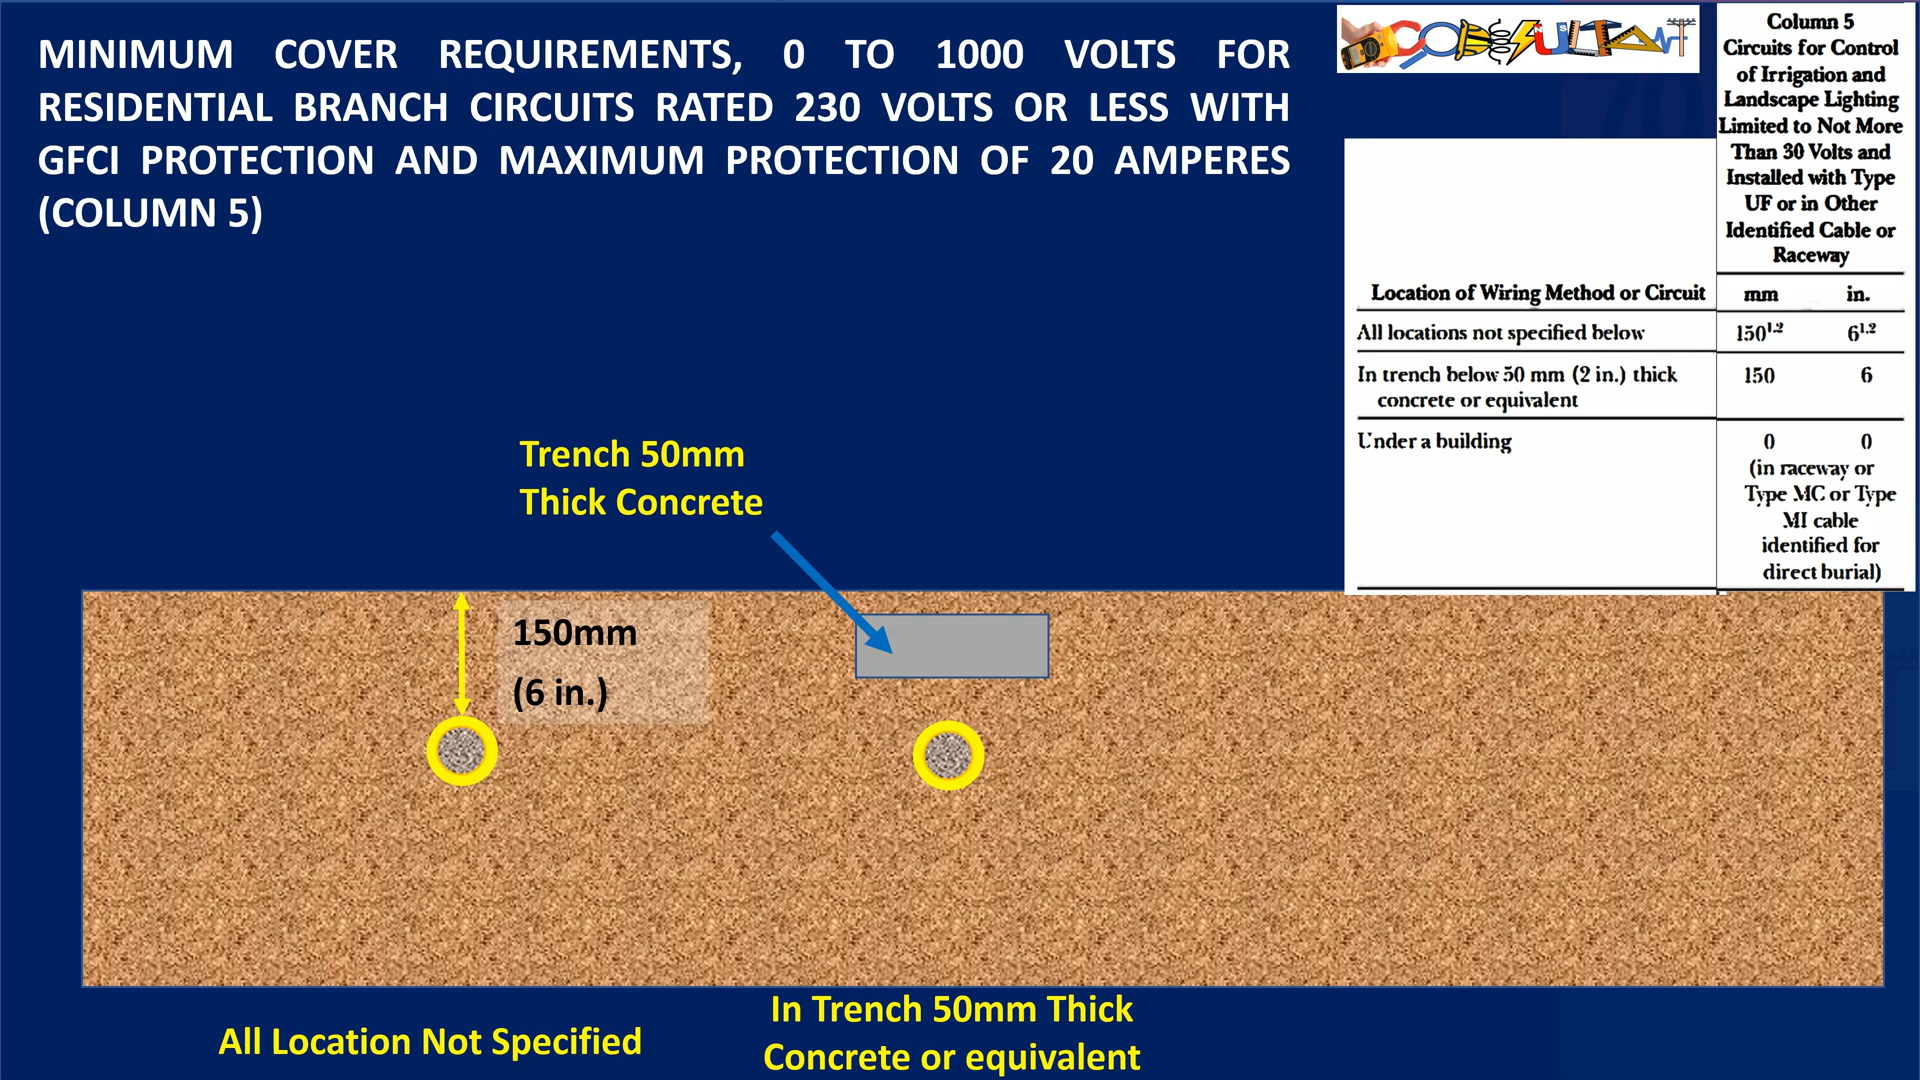 MINIMUM COVER REQUIREMENTS, 0 TO 1000 VOLTS FOR
RESIDENTIAL BRANCH CIRCUITS RATED 230 VOLTS OR LESS WITH
GFCI PROTECTION AND MAXIMUM PROTECTION OF 20 AMPERES
(COLUMN 5)
Column 5
Circuits for Control
of Irrigation and
Landscape Lighting
Limited to Not More
Than 30 Volts and
Installed with Type
UF or in Other
Identified Cable or
Raceway
Location of Wiring Method or Circuit mm in.
All locations not specified below 150¹·² 6¹·²
In trench below 50 mm (2 in.) thick 150 6
concrete or equivalent
Under a building 0 0
(in raceway or
Type MC or Type
MI cable
identified for
direct burial)
Trench 50mm
Thick Concrete
150mm
(6 in.)
All Location Not Specified
In Trench 50mm Thick
Concrete or equivalent